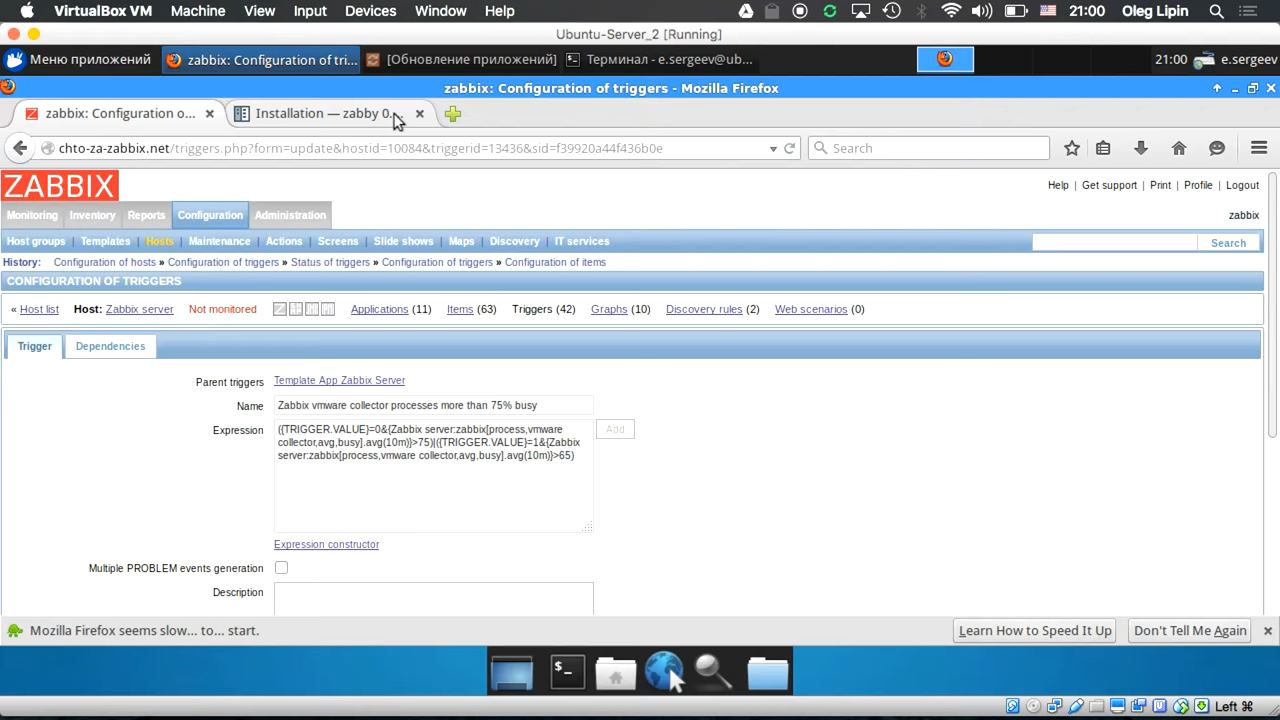 VirtualBox VM Machine View Input Devices Window Help 21:00 Oleg Lipin
Ubuntu-Server_2 [Running]
Меню приложений zabbix: Configuration of tri... [Обновление приложений] Терминал - e.sergeev@ub... 21:00 e.sergeev
zabbix: Configuration of triggers - Mozilla Firefox
zabbix: Configuration o... Installation — zabby 0...
chto-za-zabbix.net/triggers.php?form=update&hostid=10084&triggerid=13436&sid=f39920a44f436b0e Search
ZABBIX Help | Get support | Print | Profile | Logout
Monitoring Inventory Reports Configuration Administration zabbix
Host groups | Templates | Hosts | Maintenance | Actions | Screens | Slide shows | Maps | Discovery | IT services Search
History: Configuration of hosts » Configuration of triggers » Status of triggers » Configuration of triggers » Configuration of items
CONFIGURATION OF TRIGGERS
« Host list Host: Zabbix server Not monitored Applications (11) Items (63) Triggers (42) Graphs (10) Discovery rules (2) Web scenarios (0)
Trigger Dependencies
Parent triggers Template App Zabbix Server
Name Zabbix vmware collector processes more than 75% busy
Expression ({TRIGGER.VALUE}=0&{Zabbix server:zabbix[process,vmware Add
collector,avg,busy].avg(10m)}>75)|({TRIGGER.VALUE}=1&{Zabbix
server:zabbix[process,vmware collector,avg,busy].avg(10m)}>65)
Expression constructor
Multiple PROBLEM events generation
Description
Mozilla Firefox seems slow... to... start. Learn How to Speed It Up Don't Tell Me Again
Left ⌘